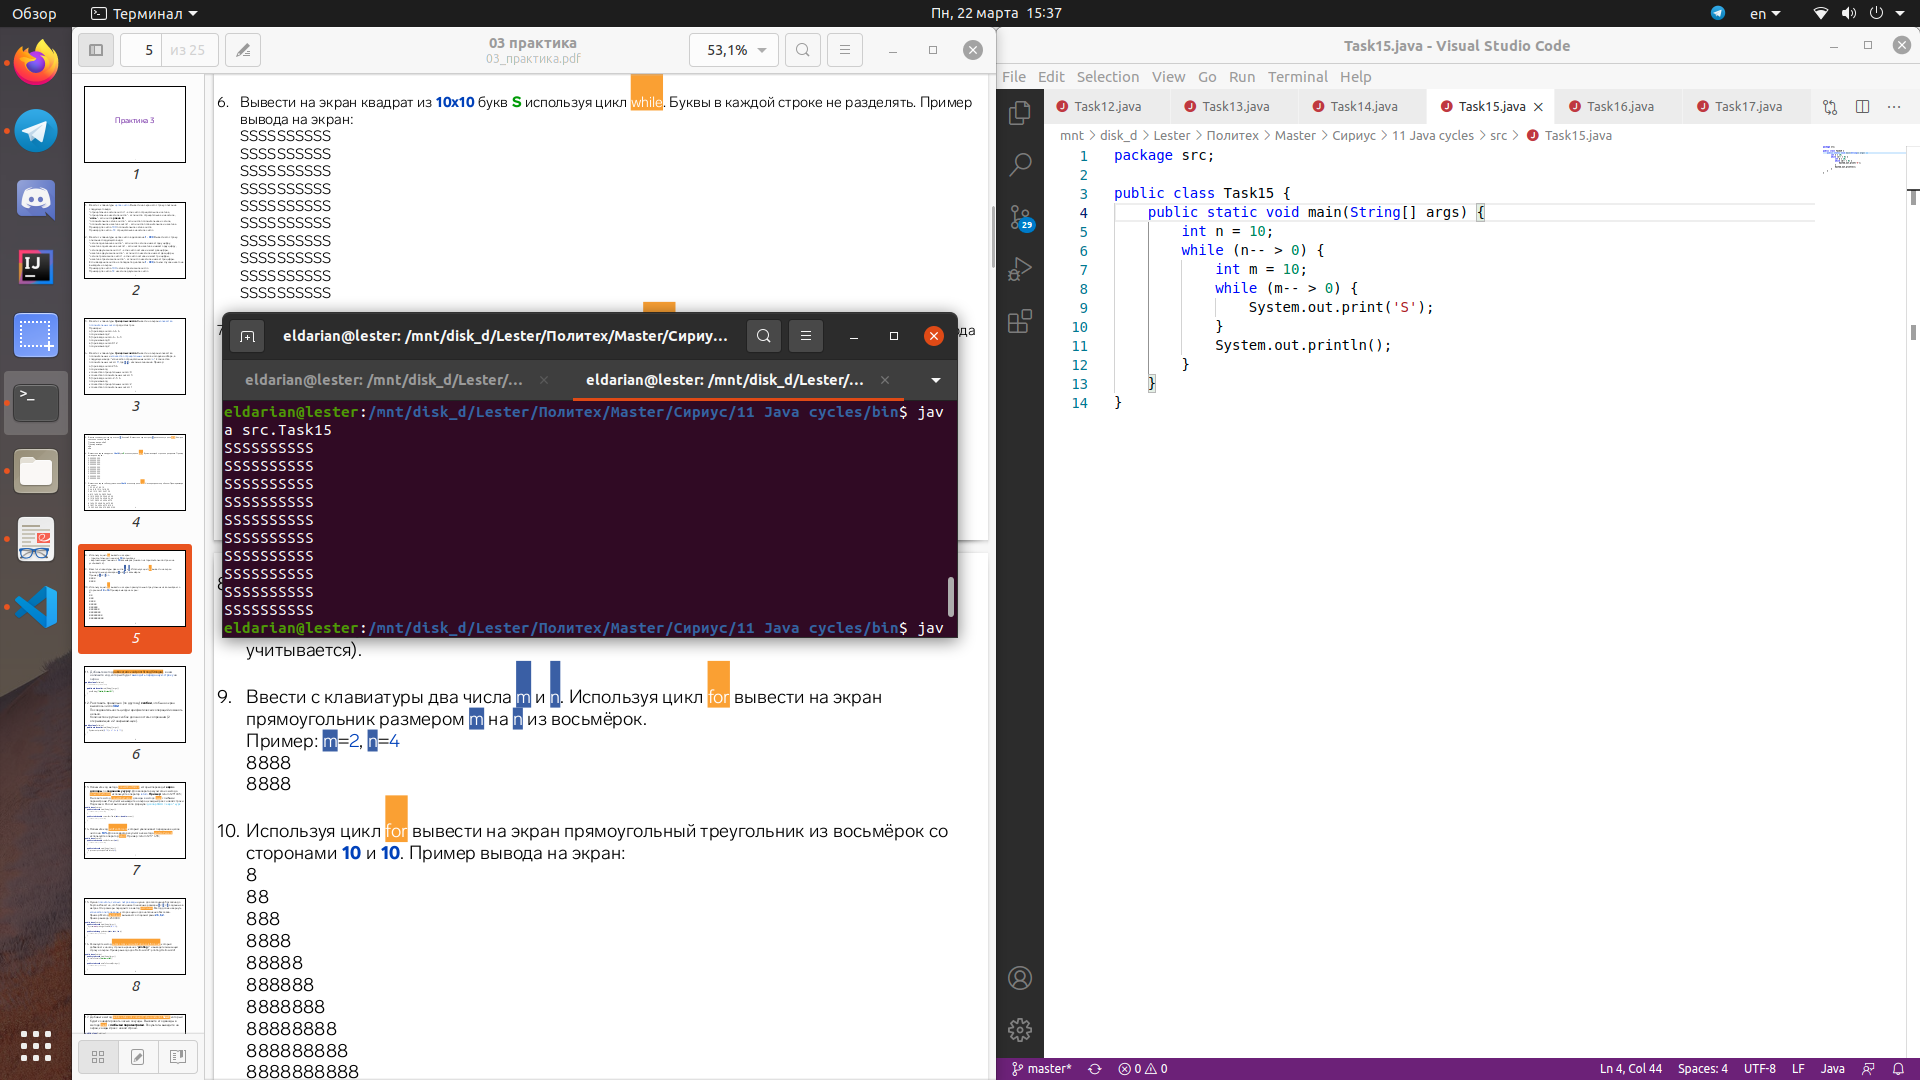 Обзор
Терминал
Пн, 22 марта 15:37
en
5
из 25
03 практика
03_практика.pdf
53,1%
Практика 3
1
2
3
4
5
6
7
8
6. Вывести на экран квадрат из 10x10 букв S используя цикл while. Буквы в каждой строке не разделять. Пример
вывода на экран:
SSSSSSSSSS
SSSSSSSSSS
SSSSSSSSSS
SSSSSSSSSS
SSSSSSSSSS
SSSSSSSSSS
SSSSSSSSSS
SSSSSSSSSS
SSSSSSSSSS
SSSSSSSSSS
eldarian@lester: /mnt/disk_d/Lester/Политех/Master/Сириу...
eldarian@lester: /mnt/disk_d/Lester/...
eldarian@lester: /mnt/disk_d/Lester/...
eldarian@lester:/mnt/disk_d/Lester/Политех/Master/Сириус/11 Java cycles/bin$ jav
a src.Task15
SSSSSSSSSS
SSSSSSSSSS
SSSSSSSSSS
SSSSSSSSSS
SSSSSSSSSS
SSSSSSSSSS
SSSSSSSSSS
SSSSSSSSSS
SSSSSSSSSS
SSSSSSSSSS
eldarian@lester:/mnt/disk_d/Lester/Политех/Master/Сириус/11 Java cycles/bin$ jav
учитывается).
9. Ввести с клавиатуры два числа m и n. Используя цикл for вывести на экран
прямоугольник размером m на n из восьмёрок.
Пример: m=2, n=4
8888
8888
10. Используя цикл for вывести на экран прямоугольный треугольник из восьмёрок со
сторонами 10 и 10. Пример вывода на экран:
8
88
888
8888
88888
888888
8888888
88888888
888888888
8888888888
Task15.java - Visual Studio Code
File Edit Selection View Go Run Terminal Help
Task12.java
Task13.java
Task14.java
Task15.java
Task16.java
Task17.java
mnt > disk_d > Lester > Политех > Master > Сириус > 11 Java cycles > src > Task15.java
29
1 package src;
2
3 public class Task15 {
4 public static void main(String[] args) {
5 int n = 10;
6 while (n-- > 0) {
7 int m = 10;
8 while (m-- > 0) {
9 System.out.print('S');
10 }
11 System.out.println();
12 }
13 }
14 }
master*
0
0
Ln 4, Col 44
Spaces: 4
UTF-8
LF
Java